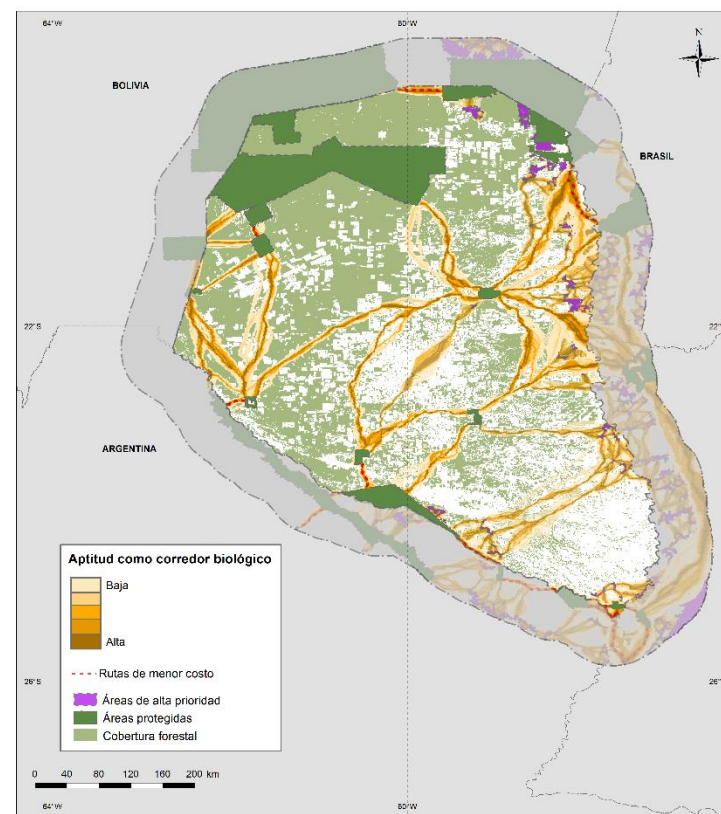 64°W
60°W
N
BOLIVIA
BRASIL
22°S
22°
ARGENTINA
Aptitud como corredor biológico
Baja
Alta
Rutas de menor costo
Áreas de alta prioridad
Áreas protegidas
Cobertura forestal
26°S
26°
0 40 80 120 160 200 km
64°W
60°W